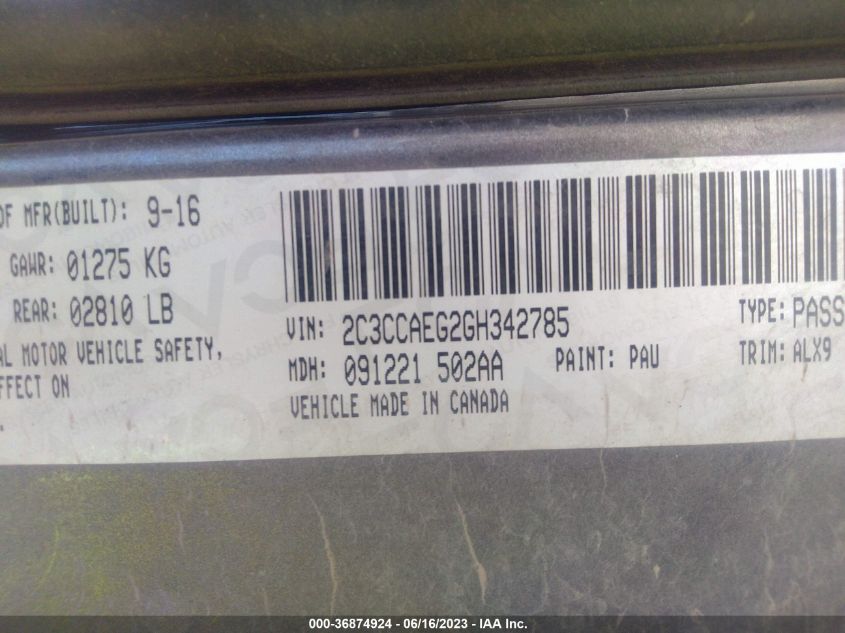 OF MFR(BUILT): 9-16
GAWR: 01275 KG
REAR: 02810 LB
AL MOTOR VEHICLE SAFETY,
FFECT ON
VIN: 2C3CCAEG2GH342785
TYPE: PASS
MDH: 091221 502AA
PAINT: PAU
TRIM: ALX9
VEHICLE MADE IN CANADA
000-36874924 - 06/16/2023 - IAA Inc.